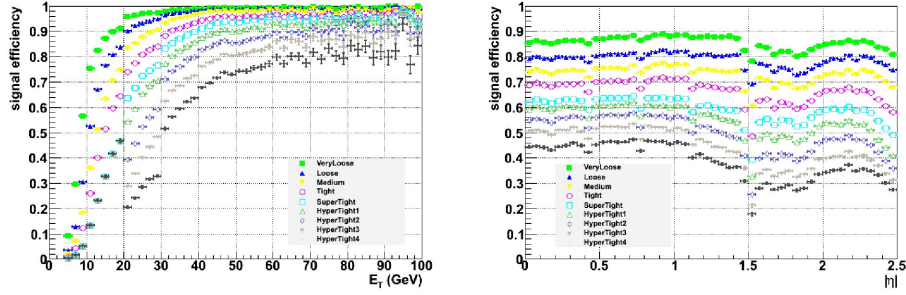 signal efficiency
1
0.9
0.8
0.7
0.6
0.5
0.4
0.3
0.2
0.1
0
VeryLoose
Loose
Medium
Tight
SuperTight
HyperTight1
HyperTight2
HyperTight3
HyperTight4
0 10 20 30 40 50 60 70 80 90 100
E_T (GeV)
signal efficiency
1
0.9
0.8
0.7
0.6
0.5
0.4
0.3
0.2
0.1
0
VeryLoose
Loose
Medium
Tight
SuperTight
HyperTight1
HyperTight2
HyperTight3
HyperTight4
0 0.5 1 1.5 2 2.5
|η|